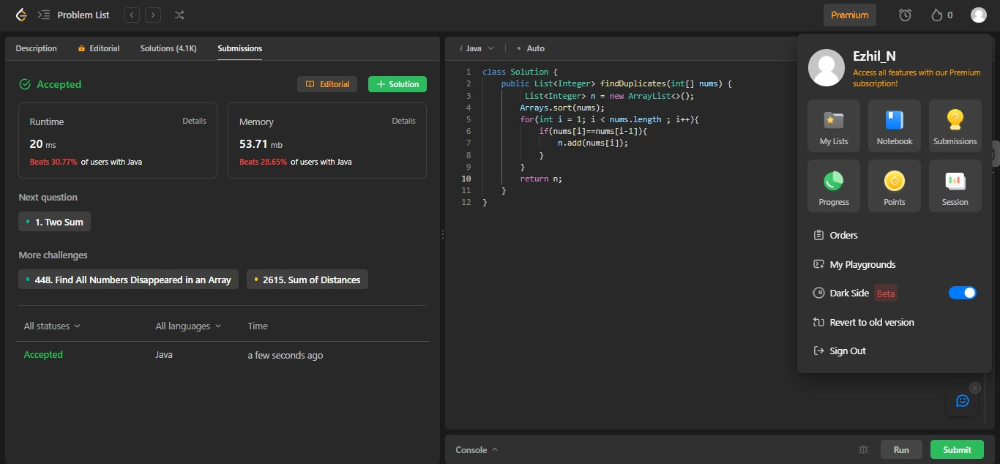 Problem List
Premium
0
Description Editorial Solutions (4.1K) Submissions
Accepted
Editorial
Solution
Runtime Details
20 ms
Beats 30.77% of users with Java
Memory Details
53.71 mb
Beats 28.65% of users with Java
Next question
1. Two Sum
More challenges
448. Find All Numbers Disappeared in an Array
2615. Sum of Distances
All statuses All languages Time
Accepted Java a few seconds ago
i Java • Auto
1 class Solution {
2 public List<Integer> findDuplicates(int[] nums) {
3 List<Integer> n = new ArrayList<>();
4 Arrays.sort(nums);
5 for(int i = 1; i < nums.length ; i++){
6 if(nums[i]==nums[i-1]){
7 n.add(nums[i]);
8 }
9 }
10 return n;
11 }
12 }
Ezhil_N
Access all features with our Premium
subscription!
My Lists Notebook Submissions
Progress Points Session
Orders
My Playgrounds
Dark Side Beta
Revert to old version
Sign Out
Console
Run
Submit